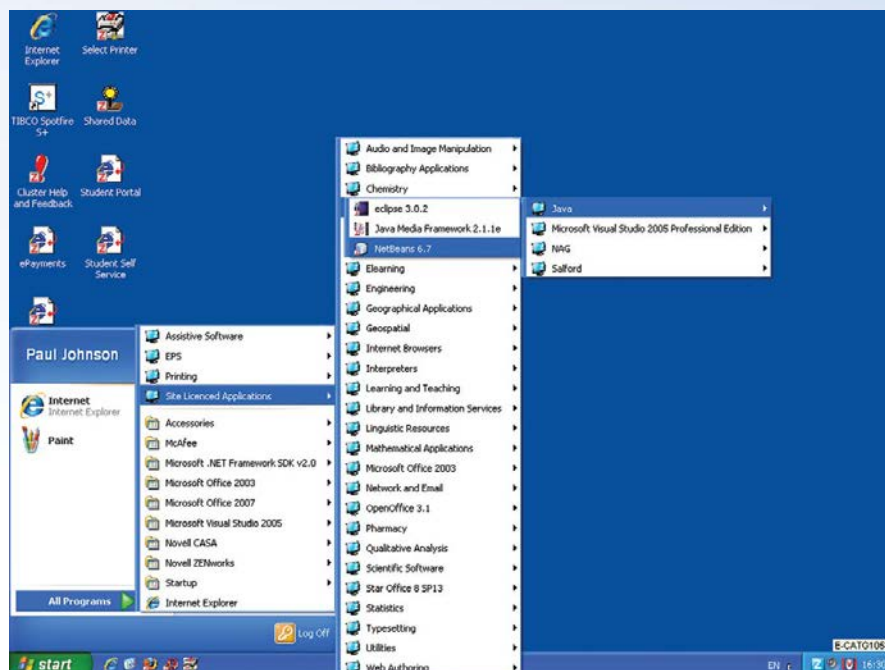 Internet
Explorer
Select Printer
TIBCO Spotfire
S+
Shared Data
Cluster Help
and Feedback
Student Portal
ePayments
Student Self
Service
Paul Johnson
Internet
Internet Explorer
Paint
All Programs
Log Off
start
Assistive Software
EPS
Printing
Site Licenced Applications
Accessories
McAfee
Microsoft .NET Framework SDK v2.0
Microsoft Office 2003
Microsoft Office 2007
Microsoft Visual Studio 2005
Novell CASA
Novell ZENworks
Startup
Internet Explorer
Audio and Image Manipulation
Bibliography Applications
Chemistry
eclipse 3.0.2
Java Media Framework 2.1.1e
NetBeans 6.7
Elearning
Engineering
Geographical Applications
Geospatial
Internet Browsers
Interpreters
Learning and Teaching
Library and Information Services
Linguistic Resources
Mathematical Applications
Microsoft Office 2003
Network and Email
OpenOffice 3.1
Pharmacy
Qualitative Analysis
Scientific Software
Star Office 8 SP13
Statistics
Typesetting
Utilities
Web Authoring
Java
Microsoft Visual Studio 2005 Professional Edition
NAG
Salford
E-CAT0106
EN